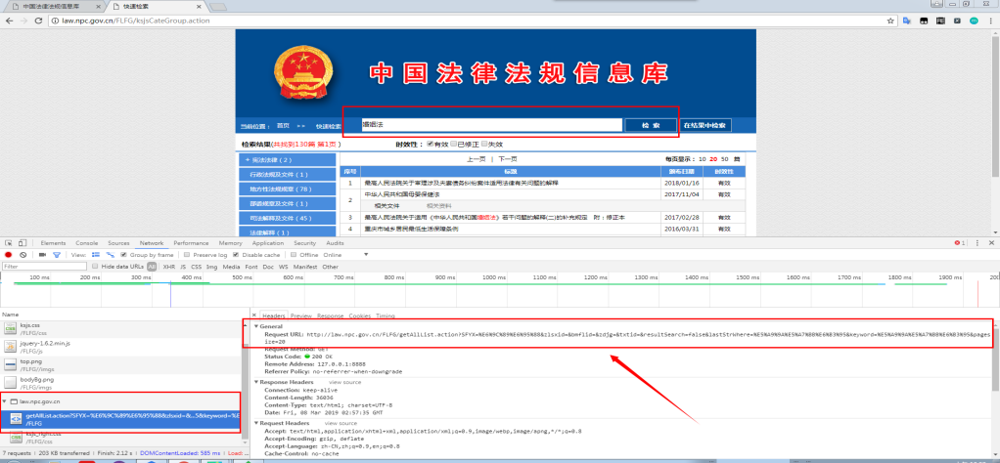 中国法律法规信息库
快速检索
law.npc.gov.cn/FLFG/ksjsCateGroup.action
中国法律法规信息库
当前位置： 首页 >> 快速检索
婚姻法
检 索
在结果中检索
检索结果(共找到130篇 第1页 )
时效性： 有效 已修正 失效
+ 宪法法律 ( 2 )
行政法规及文件 ( 1 )
地方性法规规章 ( 78 )
部委规章及文件 ( 1 )
司法解释及文件 ( 45 )
法律解释 ( 1 )
上一页 | 下一页
每页显示： 10 20 50 篇
序号 标题 颁布日期 时效性
1 最高人民法院关于审理涉及夫妻债务纠纷案件适用法律有关问题的解释 2018/01/16 有效
2 中华人民共和国母婴保健法 2017/11/04 有效
相关文件 相关资料
3 最高人民法院关于适用《中华人民共和国婚姻法》若干问题的解释(二)的补充规定 附：修正本 2017/02/28 有效
4 重庆市城乡居民最低生活保障条例 2016/03/31 有效
Elements Console Sources Network Performance Memory Application Security Audits
1
View: Group by frame Preserve log Disable cache Offline Online
Filter Hide data URLs All XHR JS CSS Img Media Font Doc WS Manifest Other
100 ms 200 ms 300 ms 400 ms 500 ms 600 ms 700 ms 800 ms 900 ms 1000 ms 1100 ms 1200 ms 1300 ms 1400 ms 1500 ms 1600 ms 1700 ms 1800 ms 1900 ms 200
Name
ksjs.css
/FLFG/css
jquery-1.6.2.min.js
/FLFG/js
top.png
/FLFG//imgs
bodyBg.png
/FLFG//imgs
law.npc.gov.cn
getAllList.action?SFYX=%E6%9C%89%E6%95%88&zlsxid=&...5&keyword=%E
/FLFG
ksjs_right.css
/FLFG/css
7 requests | 203 KB transferred | Finish: 2.12 s | DOMContentLoaded: 585 ms | Load: ...
Headers Preview Response Cookies Timing
General
Request URL: http://law.npc.gov.cn/FLFG/getAllList.action?SFYX=%E6%9C%89%E6%95%88&zlsxid=&bmflid=&zdjg=&txtid=&resultSearch=false&lastStrWhere=%E5%A9%9A%E5%A7%BB%E6%B3%95&keyword=%E5%A9%9A%E5%A7%BB%E6%B3%95&pages
ize=20
Request Method: GET
Status Code: 200 OK
Remote Address: 127.0.0.1:8888
Referrer Policy: no-referrer-when-downgrade
Response Headers view source
Connection: keep-alive
Content-Length: 36036
Content-Type: text/html; charset=UTF-8
Date: Fri, 08 Mar 2019 02:57:35 GMT
Request Headers view source
Accept: text/html,application/xhtml+xml,application/xml;q=0.9,image/webp,image/apng,*/*;q=0.8
Accept-Encoding: gzip, deflate
Accept-Language: zh-CN,zh;q=0.9,en;q=0.8
Cache-Control: no-cache